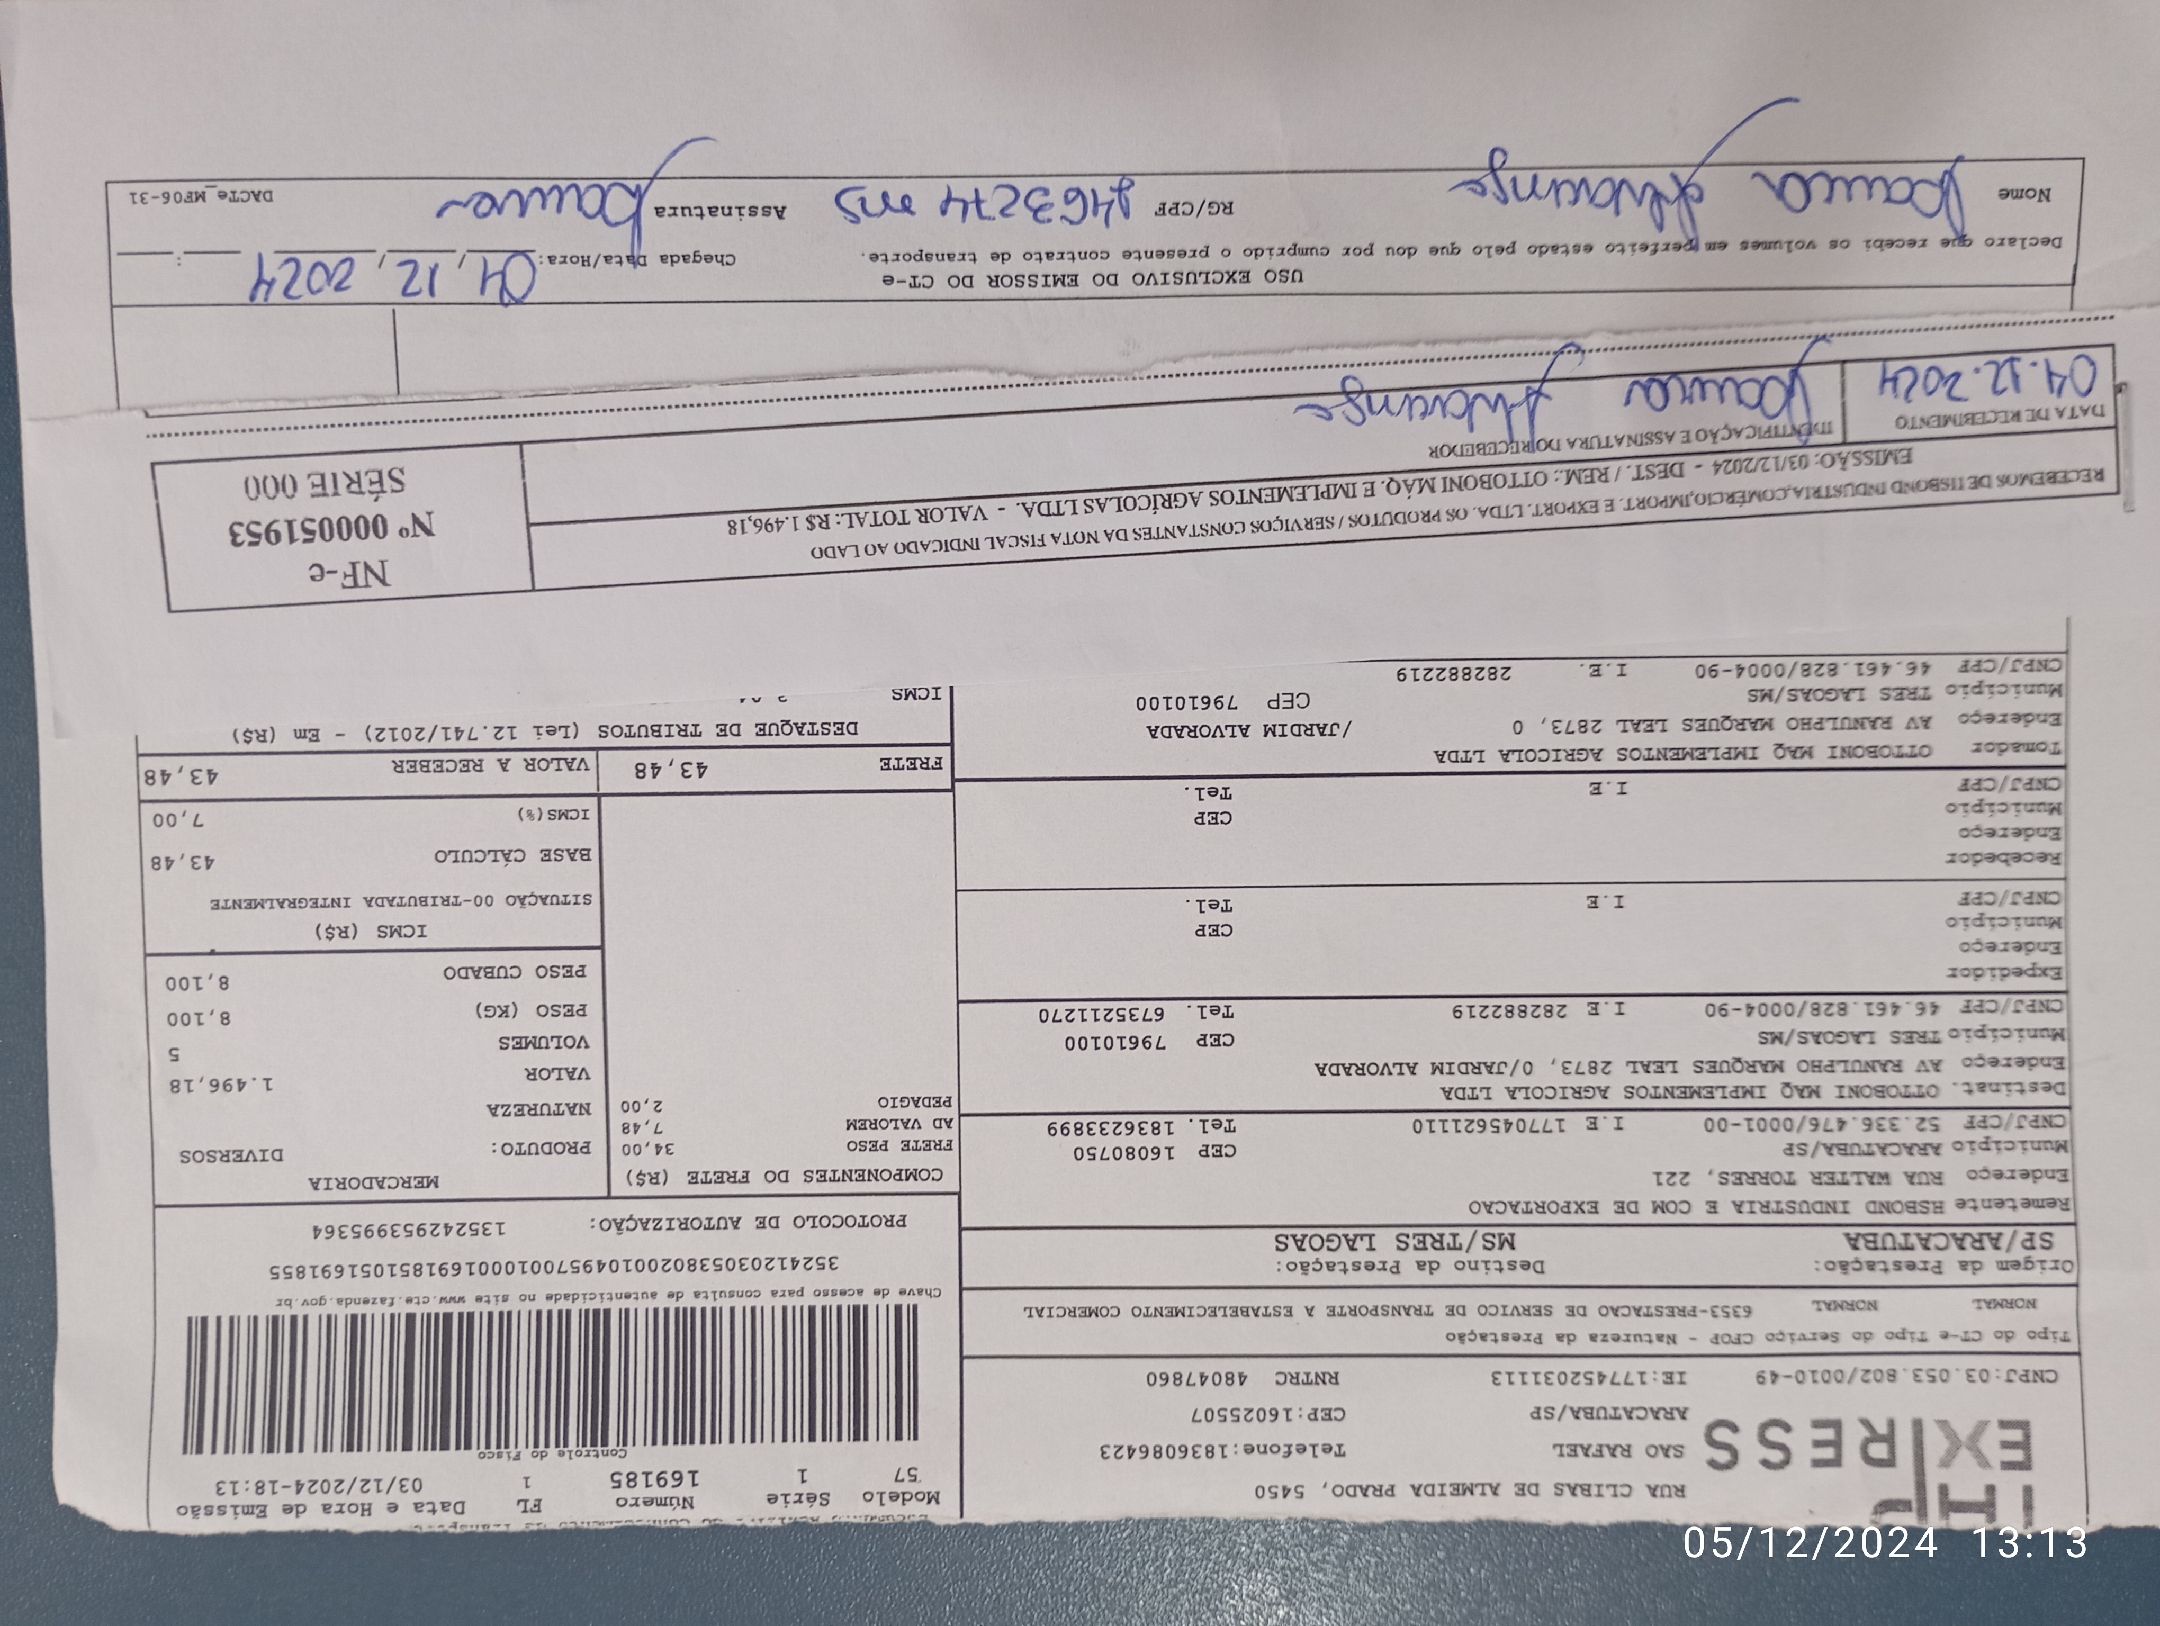 Documento Auxiliar do Conhecimento de Transporte
THP
EXPRESS
RUA CLIBAS DE ALMEIDA PRADO, 5450
SAO RAFAEL Telefone:1836086423
ARACATUBA/SP CEP:16025507
CNPJ:03.053.802/0010-49 IE:177452031113 RNTRC 48047860
Modelo Série Número FL Data e Hora de Emissão
57 1 169185 1 03/12/2024-18:13
Controle do Fisco
Tipo do CT-e Tipo do Serviço CFOP - Natureza da Prestação
NORMAL NORMAL 6353-PRESTACAO DE SERVICO DE TRANSPORTE A ESTABELECIMENTO COMERCIAL
Chave de acesso para consulta de autenticidade no site www.cte.fazenda.gov.br
35241203053802001049570010001691851051691855
Origem da Prestação: Destino da Prestação:
SP/ARACATUBA MS/TRES LAGOAS
PROTOCOLO DE AUTORIZAÇÃO: 135242953995364
Remetente HSBOND INDUSTRIA E COM DE EXPORTACAO
Endereço RUA WALTER TORRES, 221
Município ARACATUBA/SP CEP 16080750
CNPJ/CPF 52.336.476/0001-00 I.E 177045621110 Tel. 1836233899
Destinat. OTTOBONI MAQ IMPLEMENTOS AGRICOLA LTDA
Endereço AV RANULPHO MARQUES LEAL 2873, 0/JARDIM ALVORADA
Município TRES LAGOAS/MS CEP 79610100
CNPJ/CPF 46.461.828/0004-90 I.E 282882219 Tel. 6735211270
Expedidor
Endereço
Município CEP
CNPJ/CPF I.E Tel.
Recebedor
Endereço
Município CEP
CNPJ/CPF I.E Tel.
Tomador OTTOBONI MAQ IMPLEMENTOS AGRICOLA LTDA
Endereço AV RANULPHO MARQUES LEAL 2873, 0 /JARDIM ALVORADA
Município TRES LAGOAS/MS CEP 79610100
CNPJ/CPF 46.461.828/0004-90 I.E. 282882219
COMPONENTES DO FRETE (R$)
FRETE PESO 34,00
AD VALOREM 7,48
PEDAGIO 2,00
MERCADORIA
PRODUTO: DIVERSOS
NATUREZA
VALOR 1.496,18
VOLUMES 5
PESO (KG) 8,100
PESO CUBADO 8,100
ICMS (R$)
SITUAÇÃO 00-TRIBUTADA INTEGRALMENTE
BASE CÁLCULO 43,48
ICMS(%) 7,00
FRETE 43,48 VALOR A RECEBER 43,48
DESTAQUE DE TRIBUTOS (Lei 12.741/2012) - Em (R$)
ICMS
RECEBEMOS DE HSBOND INDUSTRIA,COMÉRCIO,IMPORT. E EXPORT. LTDA. OS PRODUTOS / SERVIÇOS CONSTANTES DA NOTA FISCAL INDICADO AO LADO
EMISSÃO: 03/12/2024 - DEST. / REM.: OTTOBONI MÁQ. E IMPLEMENTOS AGRÍCOLAS LTDA. - VALOR TOTAL: R$ 1.496,18
DATA DE RECEBIMENTO IDENTIFICAÇÃO E ASSINATURA DO RECEBEDOR
04.12.2024
NF-e
Nº 000051953
SÉRIE 000
USO EXCLUSIVO DO EMISSOR DO CT-e
Declaro que recebi os volumes em perfeito estado pelo que dou por cumprido o presente contrato de transporte.
Chegada Data/Hora: 04, 12, 2024 :
Nome RG/CPF Assinatura
DACTe_MF06-31
05/12/2024 13:13